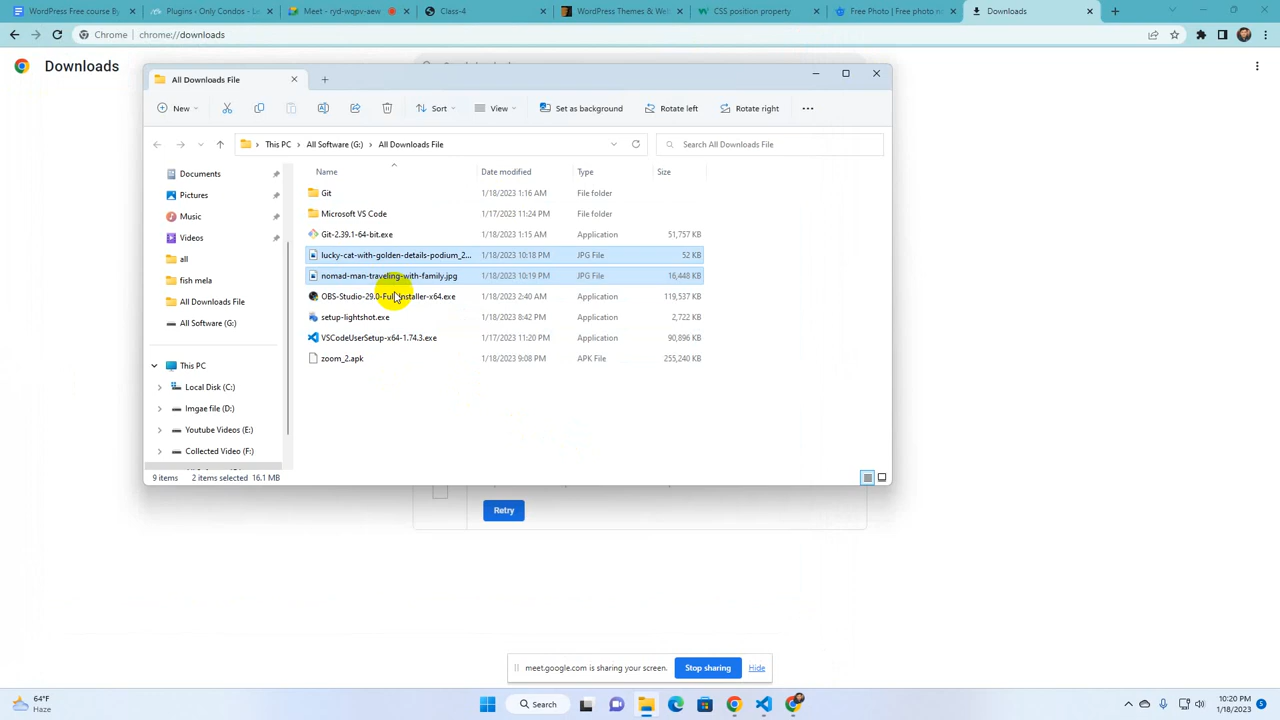 WordPress Free course By
Plugins ‹ Only Condos - Le
Meet - ryd-wqpv-aew
Class-4
WordPress Themes & Web
CSS position property
Free Photo | Free photo n
Downloads
Chrome | chrome://downloads
Downloads
All Downloads File
New
Sort
View
Set as background
Rotate left
Rotate right
This PC > All Software (G:) > All Downloads File
Search All Downloads File
Name Date modified Type Size
Documents
Pictures
Music
Videos
all
fish mela
All Downloads File
All Software (G:)
This PC
Local Disk (C:)
Imgae file (D:)
Youtube Videos (E:)
Collected Video (F:)
Git 1/18/2023 1:16 AM File folder
Microsoft VS Code 1/17/2023 11:24 PM File folder
Git-2.39.1-64-bit.exe 1/18/2023 1:15 AM Application 51,757 KB
lucky-cat-with-golden-details-podium_2... 1/18/2023 10:18 PM JPG File 52 KB
nomad-man-traveling-with-family.jpg 1/18/2023 10:19 PM JPG File 16,448 KB
OBS-Studio-29.0-Full-Installer-x64.exe 1/18/2023 2:40 AM Application 119,537 KB
setup-lightshot.exe 1/18/2023 8:42 PM Application 2,722 KB
VSCodeUserSetup-x64-1.74.3.exe 1/17/2023 11:20 PM Application 90,896 KB
zoom_2.apk 1/18/2023 9:08 PM APK File 255,240 KB
9 items 2 items selected 16.1 MB
Retry
meet.google.com is sharing your screen.
Stop sharing
Hide
64°F
Haze
Search
10:20 PM
1/18/2023